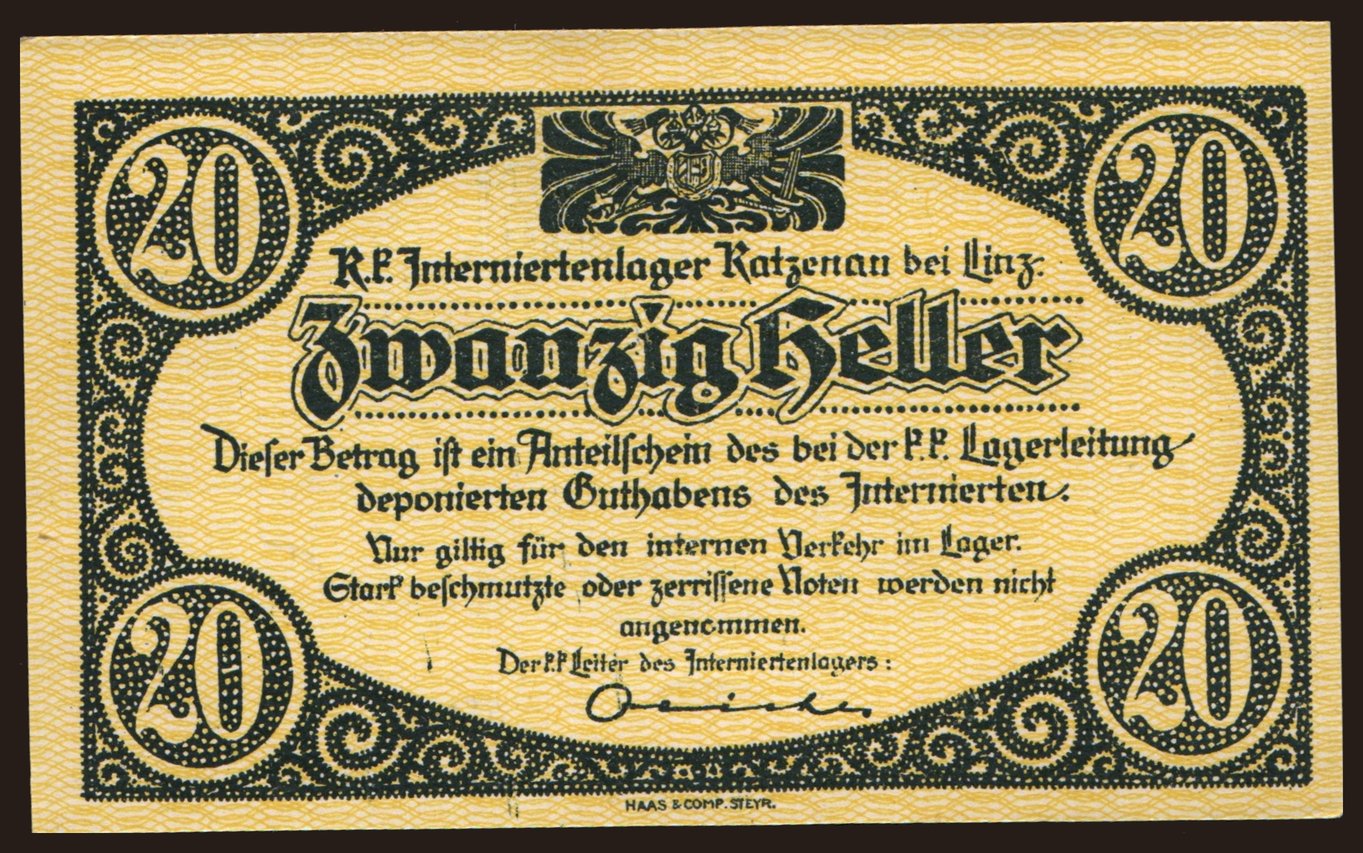 20 20
K.k. Interniertenlager Katzenau bei Linz.
Zwanzig Heller
Dieser Betrag ist ein Anteilschein des bei der k.k. Lagerleitung
deponierten Guthabens des Internierten.
Nur giltig für den internen Verkehr im Lager.
Stark beschmutzte oder zerrissene Noten werden nicht
angenommen.
Der k.k Leiter des Interniertenlagers:
20 20
HAAS & COMP. STEYR.